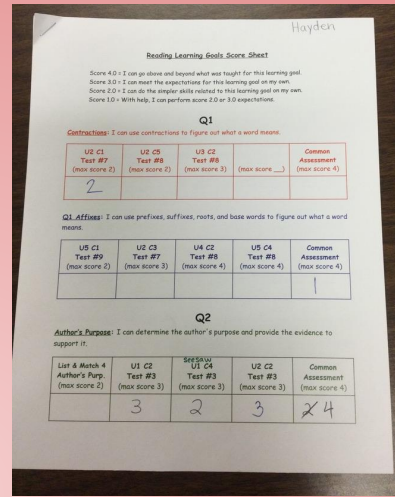 Hayden
Reading Learning Goals Score Sheet
Score 4.0 = I can go above and beyond what was taught for this learning goal.
Score 3.0 = I can meet the expectations for this learning goal on my own.
Score 2.0 = I can do the simpler skills related to this learning goal on my own.
Score 1.0 = With help, I can perform score 2.0 or 3.0 expectations.
Q1
Contractions: I can use contractions to figure out what a word means.
U2 C1 U2 C5 U3 C2 Common
Test #7 Test #8 Test #8 Assessment
(max score 2) (max score 2) (max score 3) (max score __) (max score 4)
2
Q1 Affixes: I can use prefixes, suffixes, roots, and base words to figure out what a word
means.
U5 C1 U2 C3 U4 C2 U5 C4 Common
Test #9 Test #7 Test #8 Test #8 Assessment
(max score 2) (max score 3) (max score 4) (max score 4) (max score 4)
1
Q2
Author's Purpose: I can determine the author's purpose and provide the evidence to
support it.
seesaw
List & Match 4 U1 C2 U1 C4 U2 C2 Common
Author's Purp. Test #3 Test #3 Test #3 Assessment
(max score 2) (max score 3) (max score 3) (max score 3) (max score 4)
3 2 3 2 4